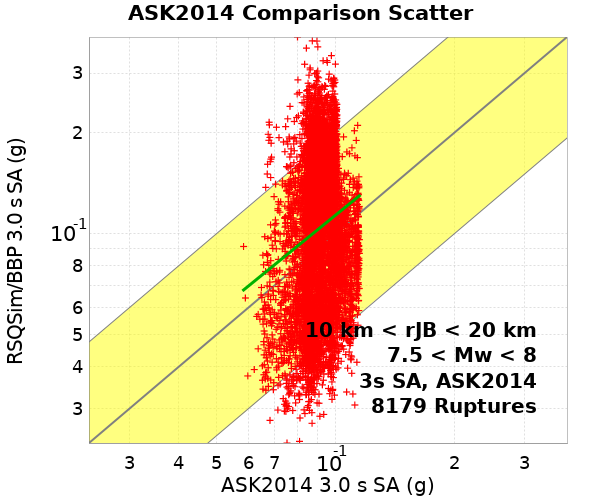 ASK2014 Comparison Scatter
RSQSim/BBP 3.0 s SA (g)
3
2
10-1
8
6
5
4
3
10 km < rJB < 20 km
7.5 < Mw < 8
3s SA, ASK2014
8179 Ruptures
3 4 5 6 7 10-1 2 3
ASK2014 3.0 s SA (g)